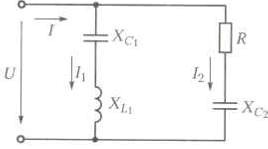 I
X_{C_1}
R
U
I_1
I_2
X_{L_1}
X_{C_2}